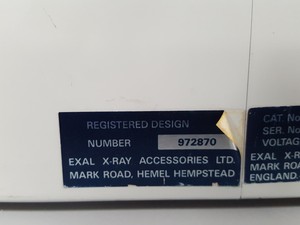 REGISTERED DESIGN
NUMBER 972870
EXAL X-RAY ACCESSORIES LTD.
MARK ROAD, HEMEL HEMPSTEAD
CAT. No
SER. No
VOLTAG
EXAL X-R
MARK ROA
ENGLAND.